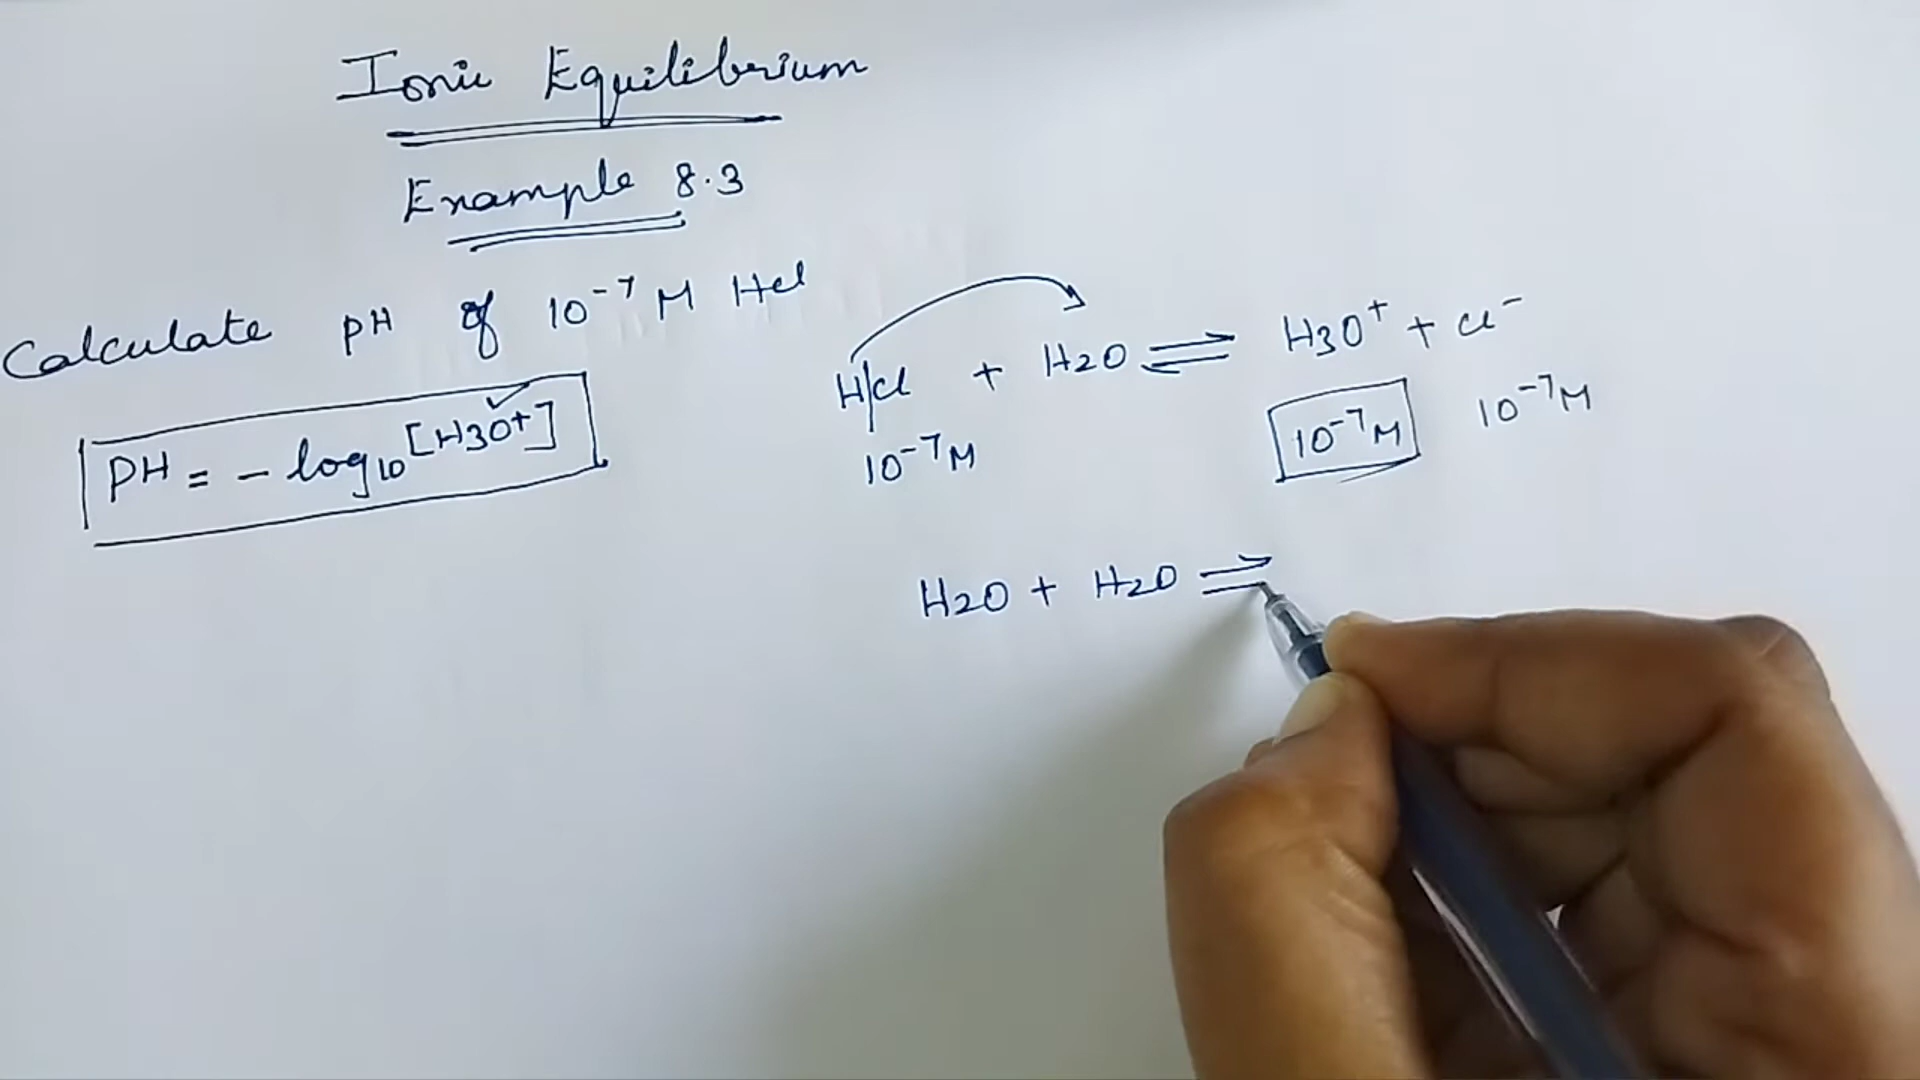 Ionic Equilibrium
Example 8.3
Calculate pH of 10⁻⁷ M Hcl
PH = - log₁₀ [H3O⁺]
H/Cl + H2O ⇌ H3O⁺ + cl⁻
10⁻⁷M 10⁻⁷M 10⁻⁷M
H2O + H2O ⇌